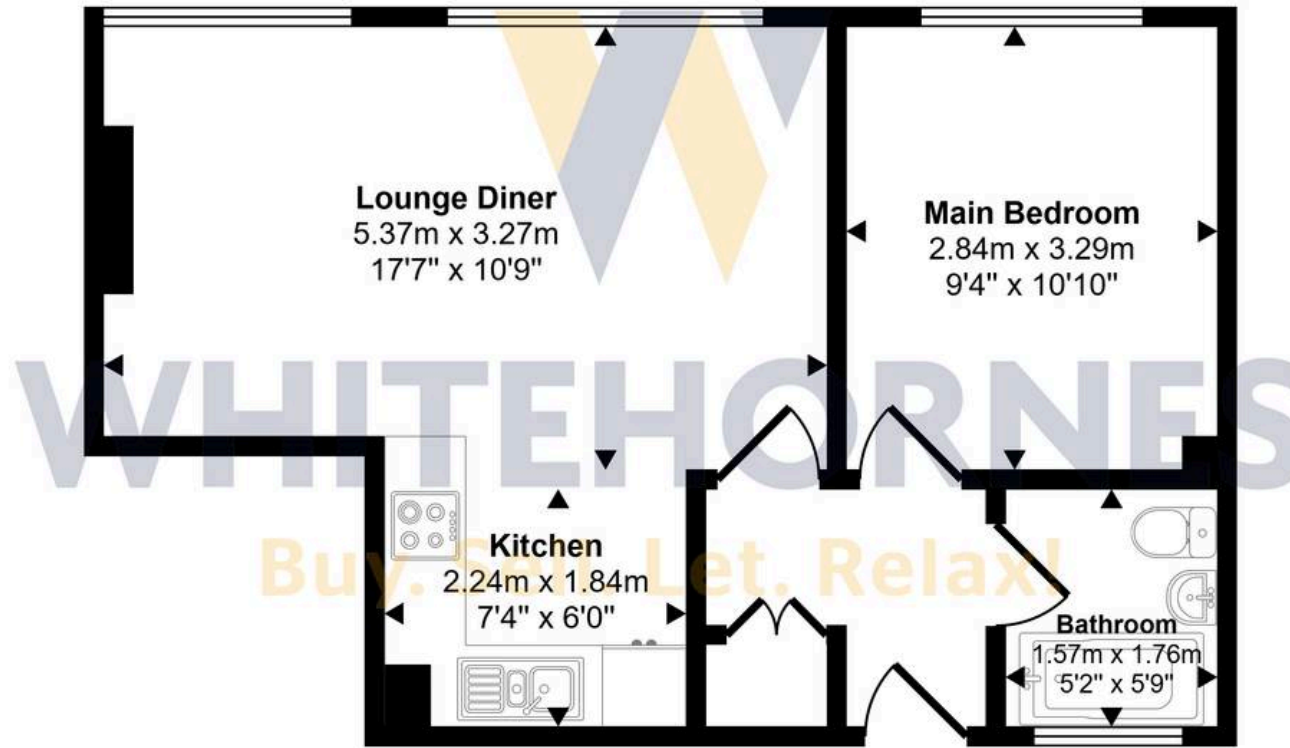 Lounge Diner
5.37m x 3.27m
17'7" x 10'9"
Main Bedroom
2.84m x 3.29m
9'4" x 10'10"
WHITEHORNES
Buy. Sell. Let. Relax!
Kitchen
2.24m x 1.84m
7'4" x 6'0"
Bathroom
1.57m x 1.76m
5'2" x 5'9"